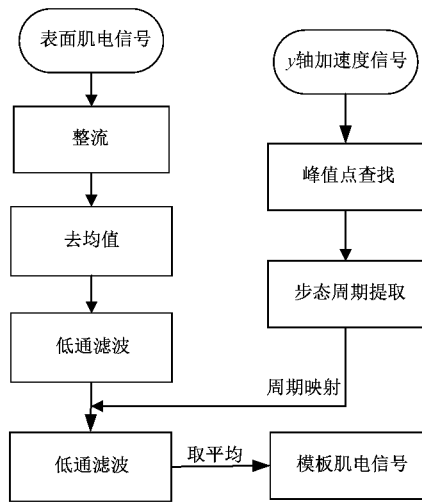 表面肌电信号
y轴加速度信号
整流
峰值点查找
去均值
步态周期提取
低通滤波
周期映射
低通滤波
取平均
模板肌电信号